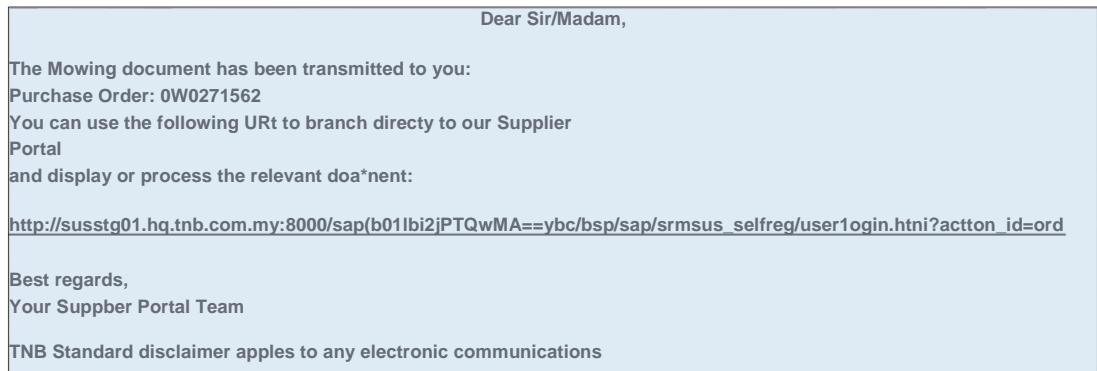 Dear Sir/Madam,
The Mowing document has been transmitted to you:
Purchase Order: 0W0271562
You can use the following URt to branch directy to our Supplier
Portal
and display or process the relevant doa*nent:
http://susstg01.hq.tnb.com.my:8000/sap(b01lbi2jPTQwMA==ybc/bsp/sap/srmsus_selfreg/user1ogin.htni?actton_id=ord
Best regards,
Your Suppber Portal Team
TNB Standard disclaimer apples to any electronic communications